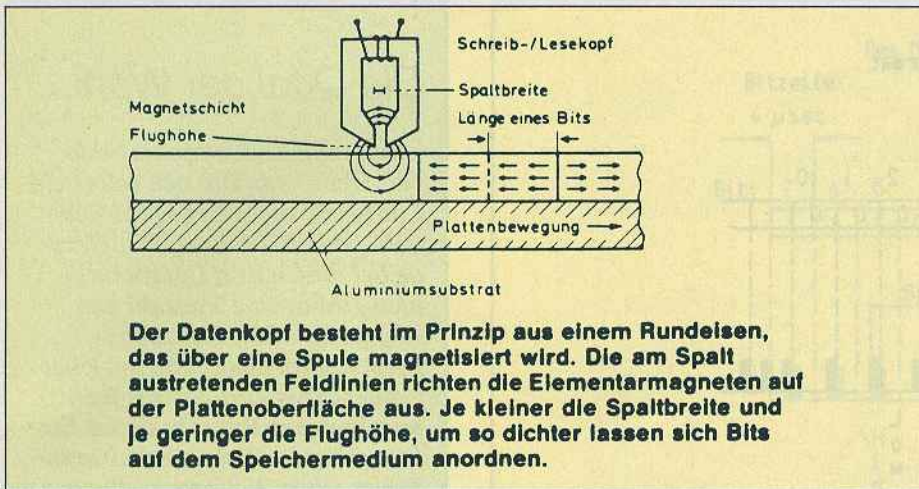 Schreib-/Lesekopf
Spaltbreite
Magnetschicht
Flughöhe
Länge eines Bits
Plattenbewegung
Aluminiumsubstrat
Der Datenkopf besteht im Prinzip aus einem Rundeisen,
das über eine Spule magnetisiert wird. Die am Spalt
austretenden Feldlinien richten die Elementarmagneten auf
der Plattenoberfläche aus. Je kleiner die Spaltbreite und
je geringer die Flughöhe, um so dichter lassen sich Bits
auf dem Speichermedium anordnen.